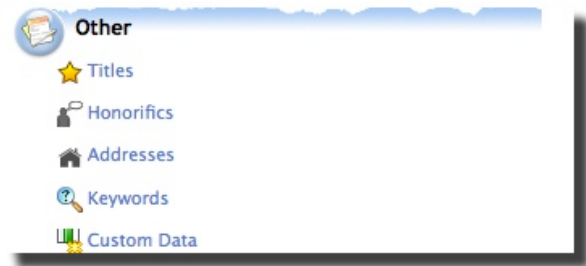 Other
Titles
Honorifics
Addresses
Keywords
Custom Data